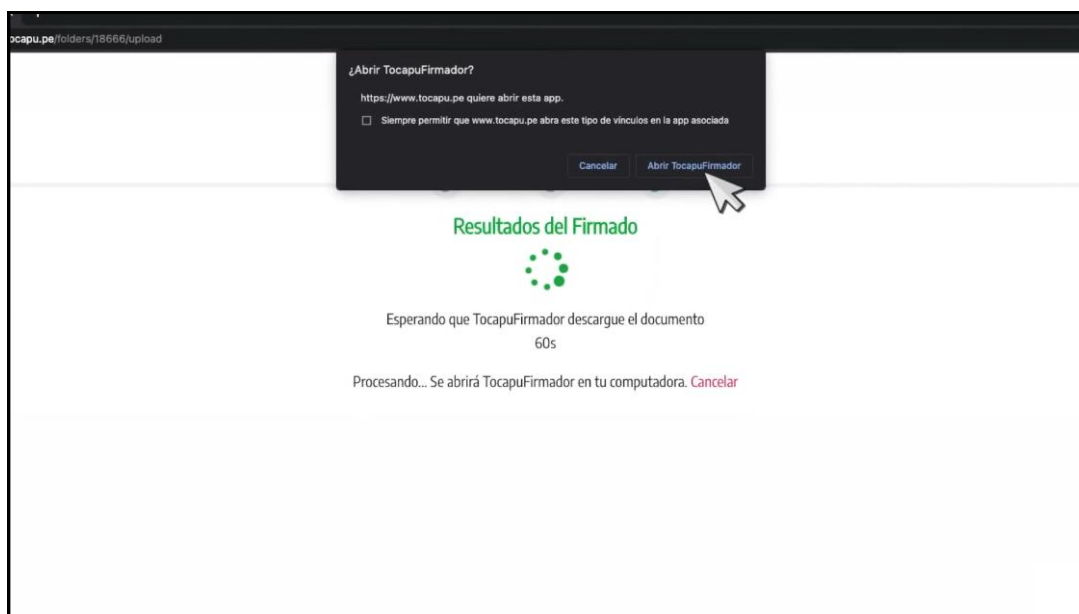 ocapu.pe/folders/18666/upload
¿Abrir TocapuFirmador?
https://www.tocapu.pe quiere abrir esta app.
Siempre permitir que www.tocapu.pe abra este tipo de vínculos en la app asociada
Cancelar Abrir TocapuFirmador
Resultados del Firmado
Esperando que TocapuFirmador descargue el documento
60s
Procesando... Se abrirá TocapuFirmador en tu computadora. Cancelar